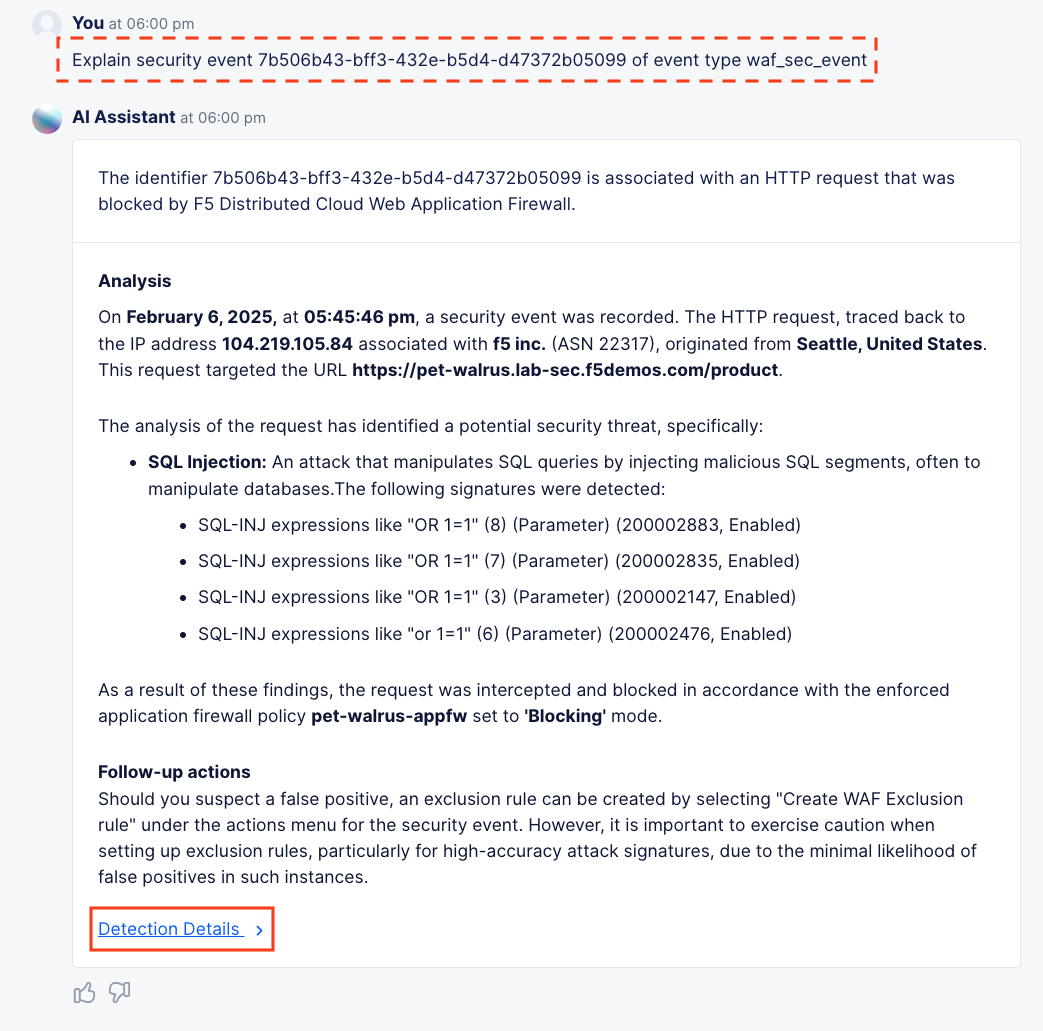 You at 06:00 pm
Explain security event 7b506b43-bff3-432e-b5d4-d47372b05099 of event type waf_sec_event
AI Assistant at 06:00 pm
The identifier 7b506b43-bff3-432e-b5d4-d47372b05099 is associated with an HTTP request that was
blocked by F5 Distributed Cloud Web Application Firewall.
Analysis
On February 6, 2025, at 05:45:46 pm, a security event was recorded. The HTTP request, traced back to
the IP address 104.219.105.84 associated with f5 inc. (ASN 22317), originated from Seattle, United States.
This request targeted the URL https://pet-walrus.lab-sec.f5demos.com/product.
The analysis of the request has identified a potential security threat, specifically:
• SQL Injection: An attack that manipulates SQL queries by injecting malicious SQL segments, often to
manipulate databases.The following signatures were detected:
• SQL-INJ expressions like "OR 1=1" (8) (Parameter) (200002883, Enabled)
• SQL-INJ expressions like "OR 1=1" (7) (Parameter) (200002835, Enabled)
• SQL-INJ expressions like "OR 1=1" (3) (Parameter) (200002147, Enabled)
• SQL-INJ expressions like "or 1=1" (6) (Parameter) (200002476, Enabled)
As a result of these findings, the request was intercepted and blocked in accordance with the enforced
application firewall policy pet-walrus-appfw set to 'Blocking' mode.
Follow-up actions
Should you suspect a false positive, an exclusion rule can be created by selecting "Create WAF Exclusion
rule" under the actions menu for the security event. However, it is important to exercise caution when
setting up exclusion rules, particularly for high-accuracy attack signatures, due to the minimal likelihood of
false positives in such instances.
Detection Details